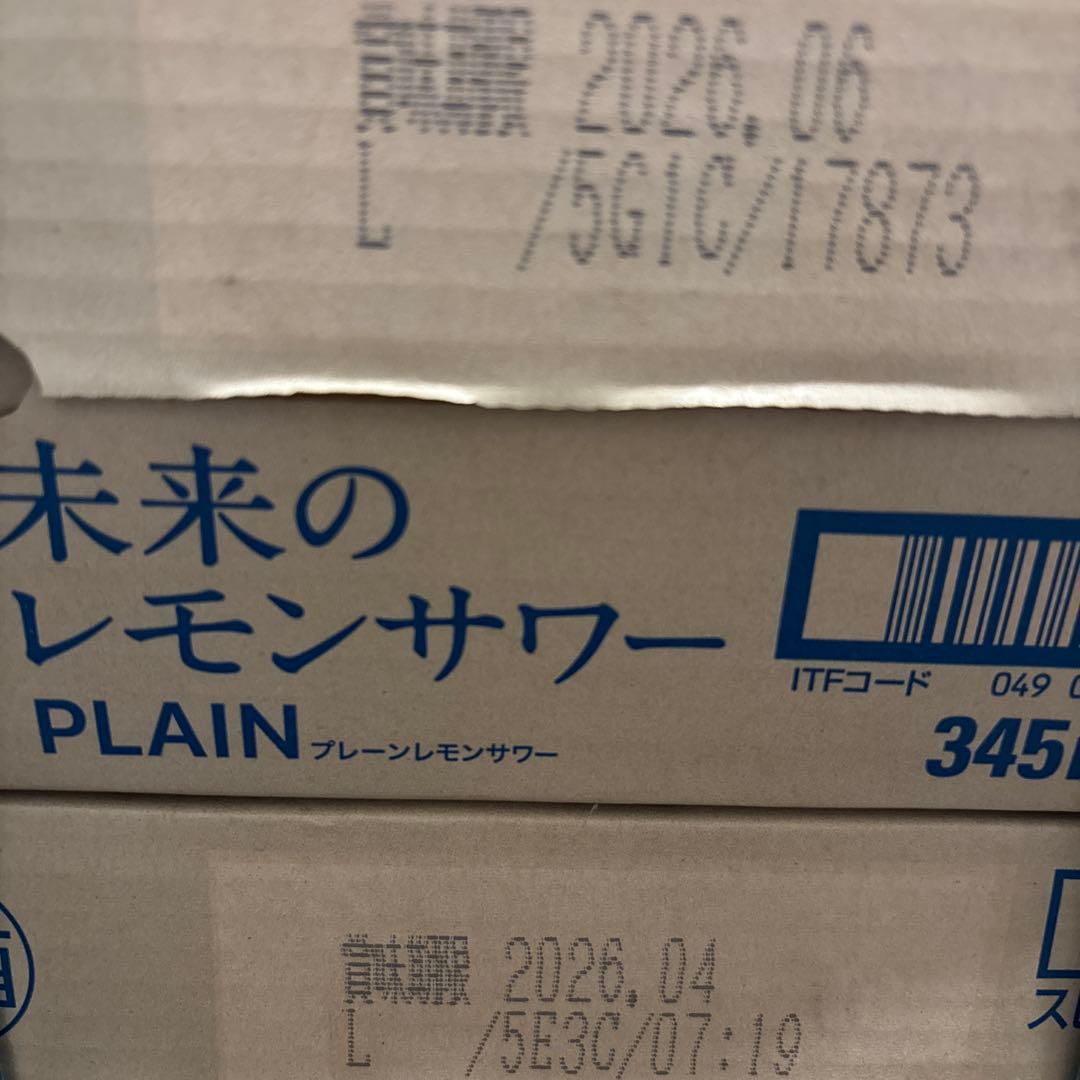 賞味期限 2026.06
L /5G1C/17873
未来の
レモンサワー
PLAIN プレーンレモンサワー
ITFコード 049
345
賞味期限 2026.04
L /5E3C/07:19